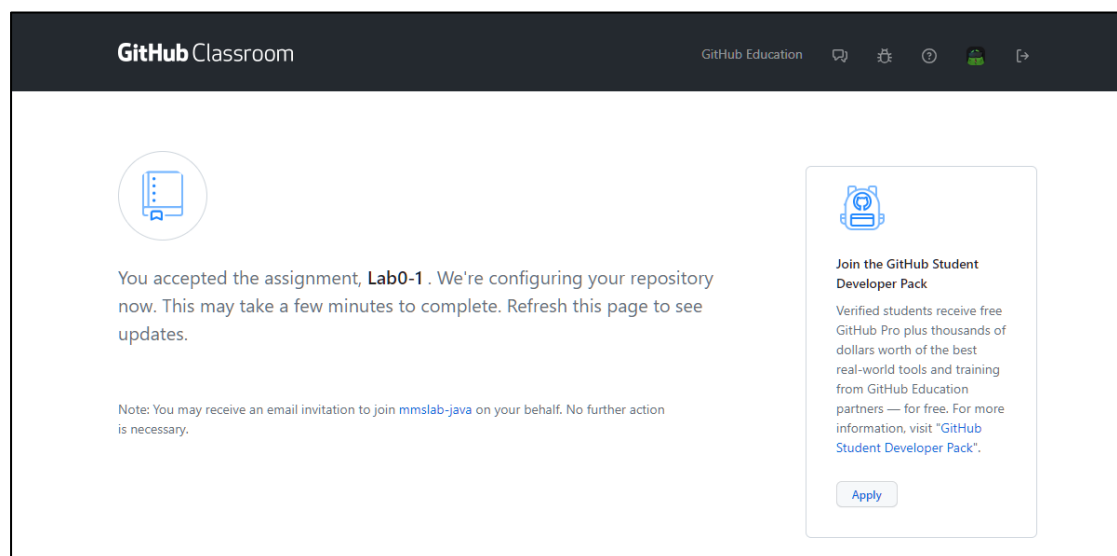 GitHub Classroom
GitHub Education
You accepted the assignment, Lab0-1 . We're configuring your repository
now. This may take a few minutes to complete. Refresh this page to see
updates.
Note: You may receive an email invitation to join mmslab-java on your behalf. No further action
is necessary.
Join the GitHub Student
Developer Pack
Verified students receive free
GitHub Pro plus thousands of
dollars worth of the best
real-world tools and training
from GitHub Education
partners — for free. For more
information, visit "GitHub
Student Developer Pack".
Apply